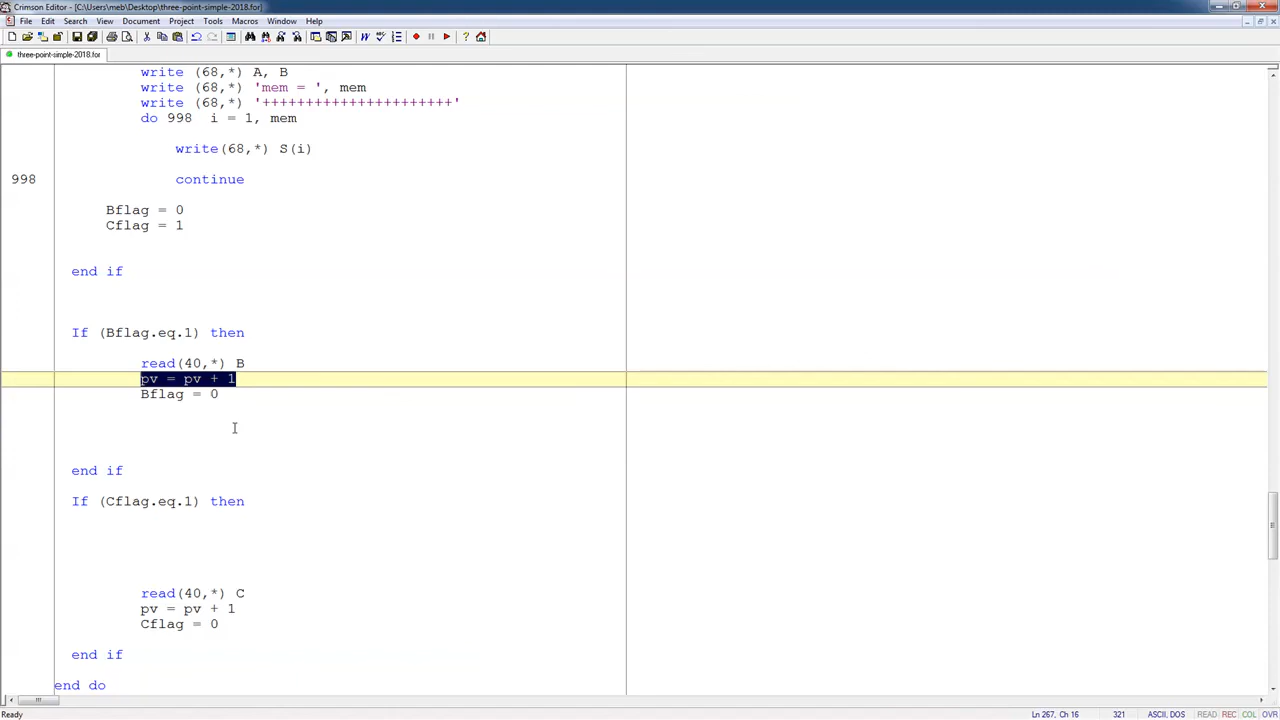 Crimson Editor - [C:\Users\meb\Desktop\three-point-simple-2018.for]
File Edit Search View Document Project Tools Macros Window Help
three-point-simple-2018.for
write (68,*) A, B
write (68,*) 'mem = ', mem
write (68,*) '++++++++++++++++++++++'
do 998  i = 1, mem
write(68,*) S(i)
998 continue
Bflag = 0
Cflag = 1
end if
If (Bflag.eq.1) then
read(40,*) B
pv = pv + 1
Bflag = 0
end if
If (Cflag.eq.1) then
read(40,*) C
pv = pv + 1
Cflag = 0
end if
end do
Ready Ln 267, Ch 16 321 ASCII, DOS READ REC COL OVR